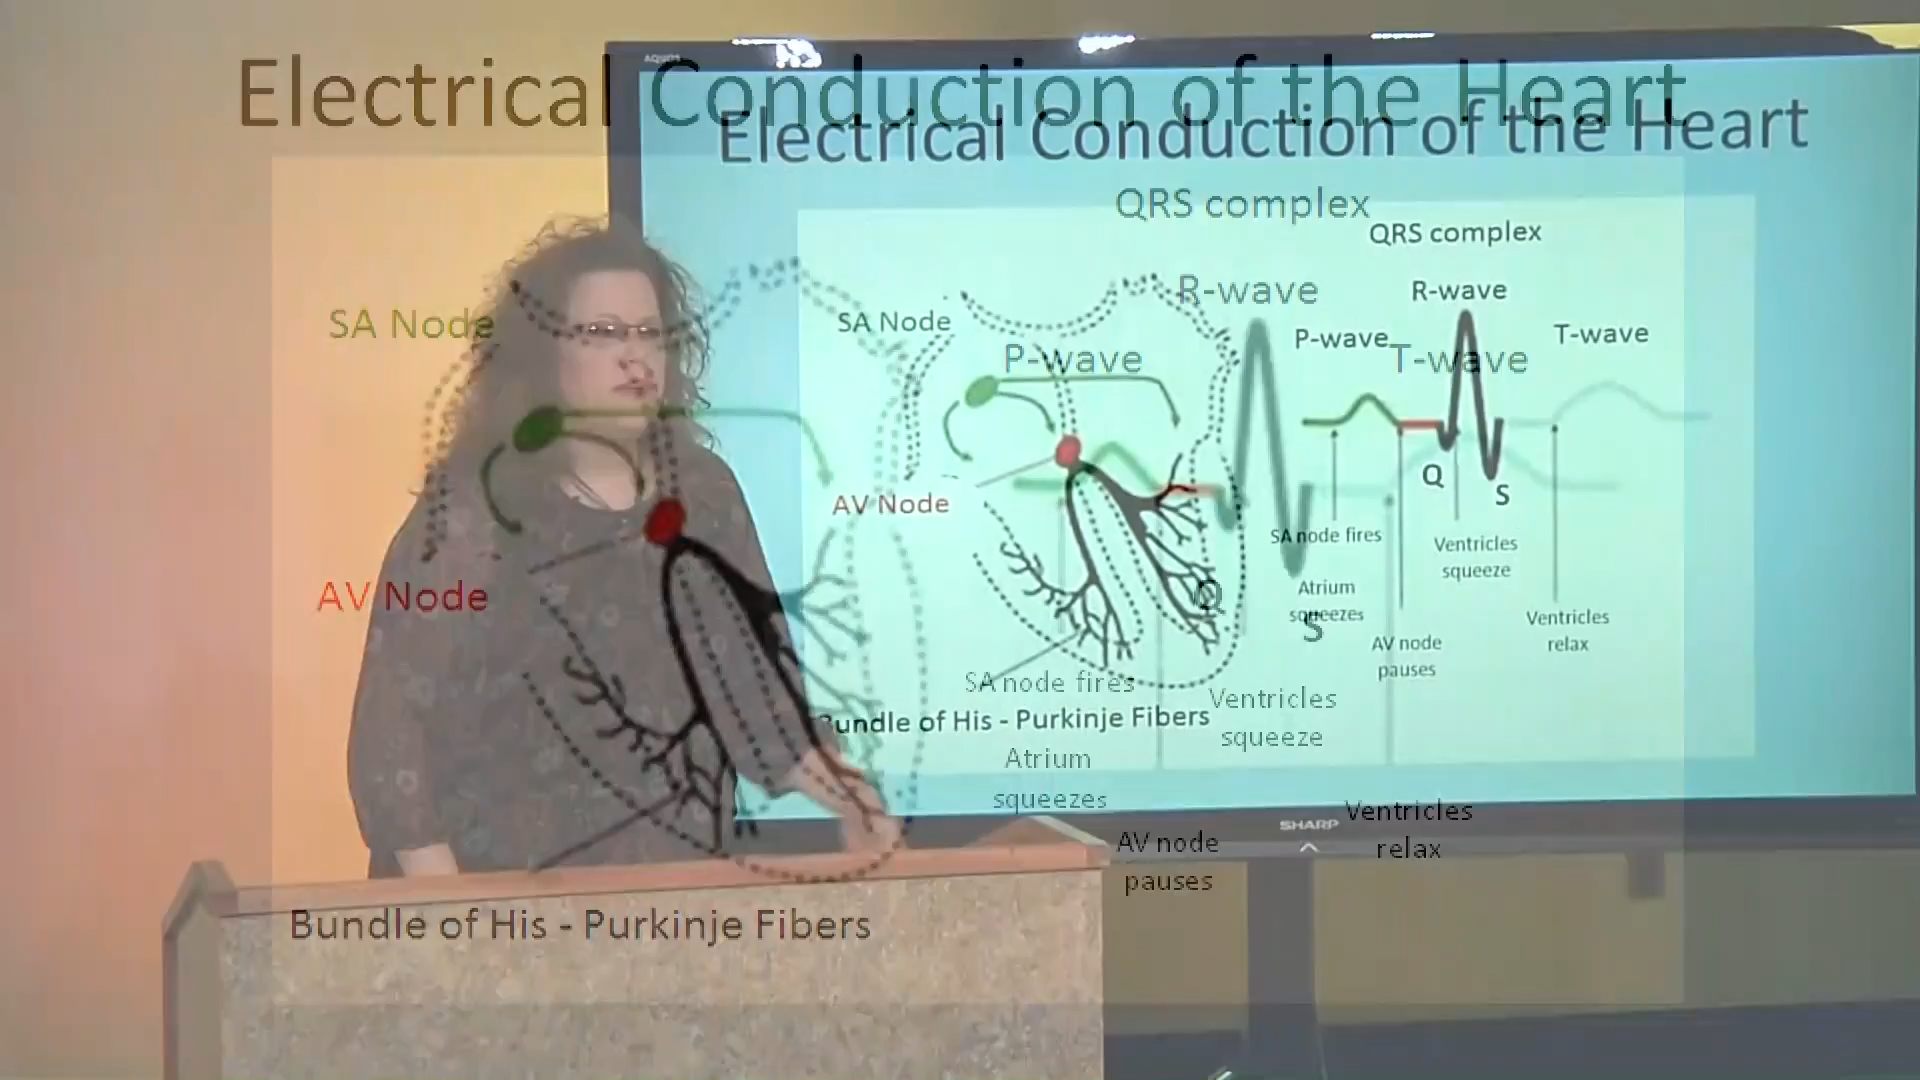 AQUOS
Electrical Conduction of the Heart
Electrical Conduction of the Heart
QRS complex
QRS complex
R-wave
R-wave
SA Node
SA Node
P-wave
T-wave
P-wave
T-wave
AV Node
AV Node
Q
S
Q
S
SA node fires
Ventricles
squeeze
Atrium
squeezes
AV node
pauses
Ventricles
relax
SA node fires
Ventricles
squeeze
Bundle of His - Purkinje Fibers
Atrium
squeezes
AV node
pauses
Ventricles
relax
SHARP
Bundle of His - Purkinje Fibers